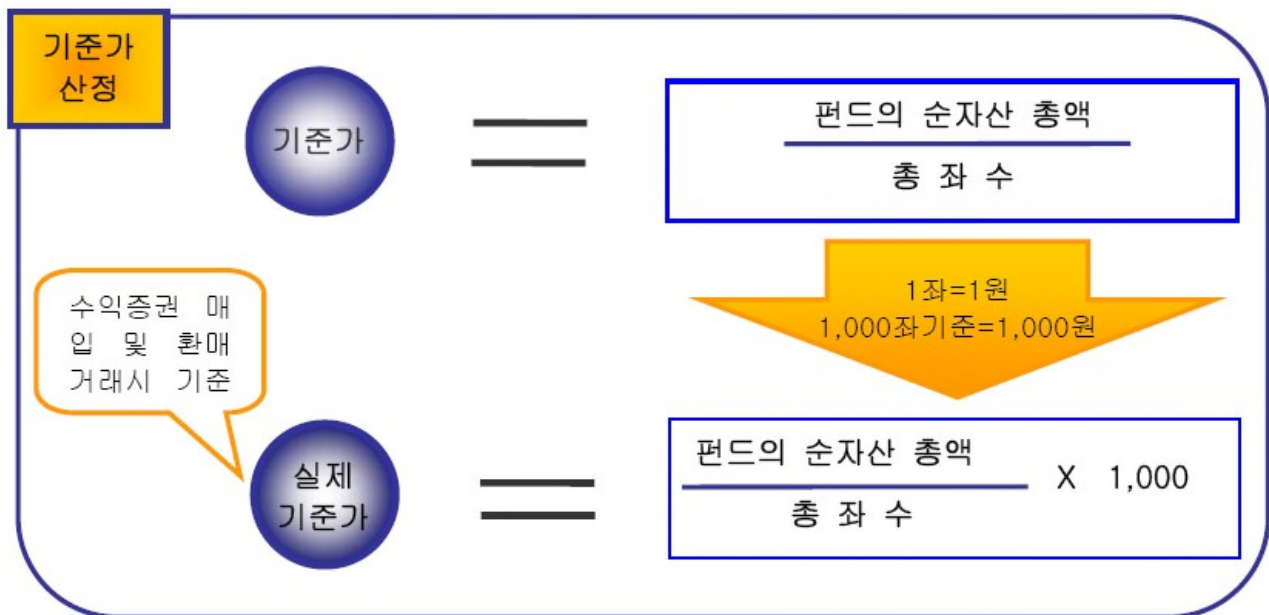 기준가
산정
기준가
펀드의 순자산 총액
총 좌 수
1좌=1원
1,000좌기준=1,000원
수익증권 매
입 및 환매
거래시 기준
실제
기준가
펀드의 순자산 총액
X 1,000
총 좌 수